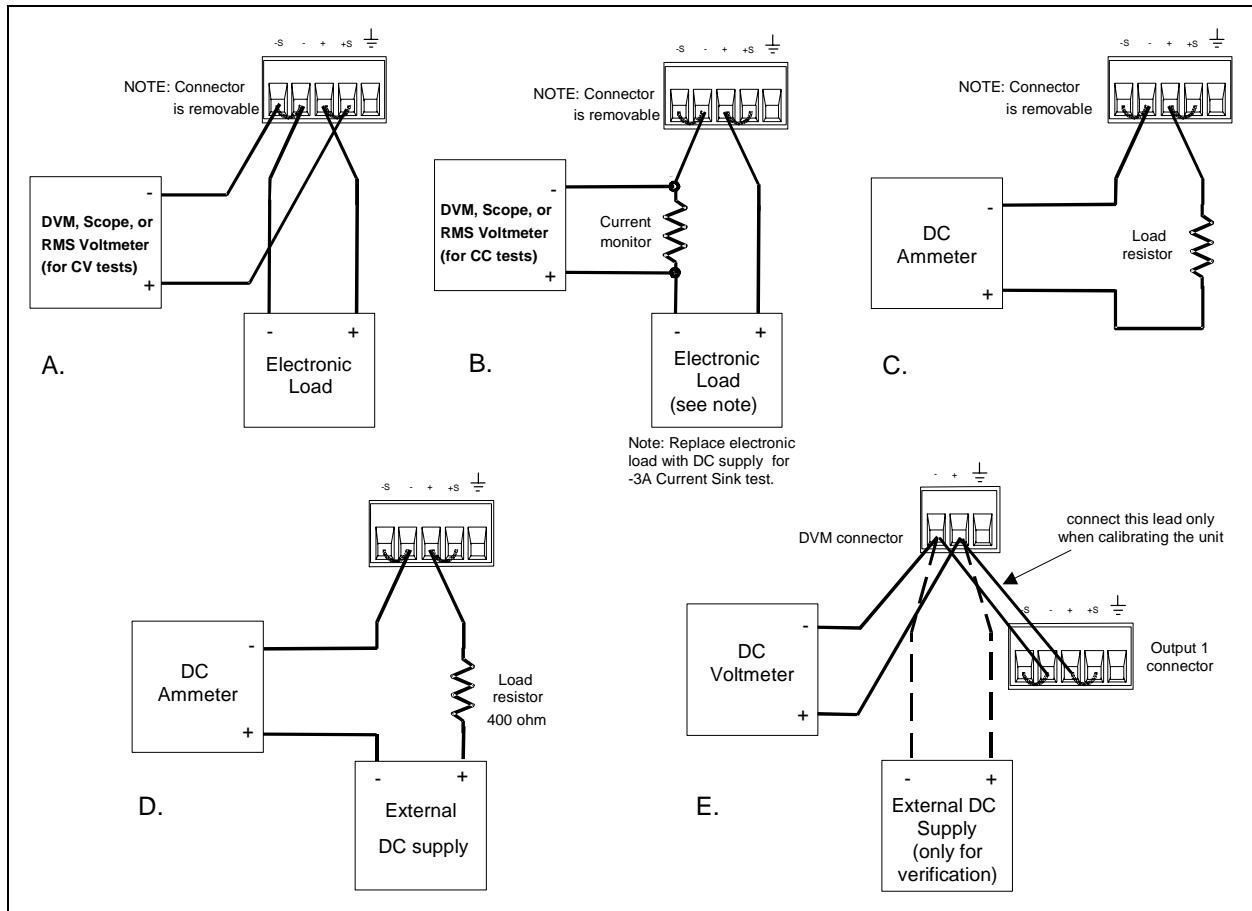 -S - + +S
NOTE: Connector
is removable
-
DVM, Scope, or
RMS Voltmeter
(for CV tests)
+
- +
Electronic
Load
A.
-S - + +S
NOTE: Connector
is removable
-
DVM, Scope, or
RMS Voltmeter
(for CC tests)
+
Current
monitor
- +
Electronic
Load
(see note)
Note: Replace electronic
load with DC supply for
-3A Current Sink test.
B.
-S - + +S
NOTE: Connector
is removable
-
DC
Ammeter
+
Load
resistor
C.
-S - + +S
-
DC
Ammeter
+
Load
resistor
400 ohm
- +
External
DC supply
D.
- +
DVM connector
connect this lead only
when calibrating the unit
-
DC
Voltmeter
+
-S - + +S
Output 1
connector
- +
External DC
Supply
(only for
verification)
E.